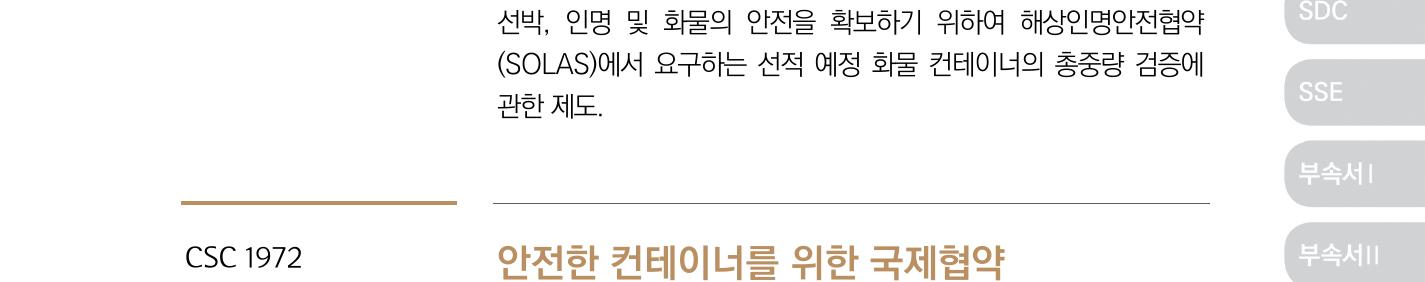 선박, 인명 및 화물의 안전을 확보하기 위하여 해상인명안전협약
(SOLAS)에서 요구하는 선적 예정 화물 컨테이너의 총중량 검증에
관한 제도.
CSC 1972
안전한 컨테이너를 위한 국제협약
SDC
SSE
부속서 I
부속서 II